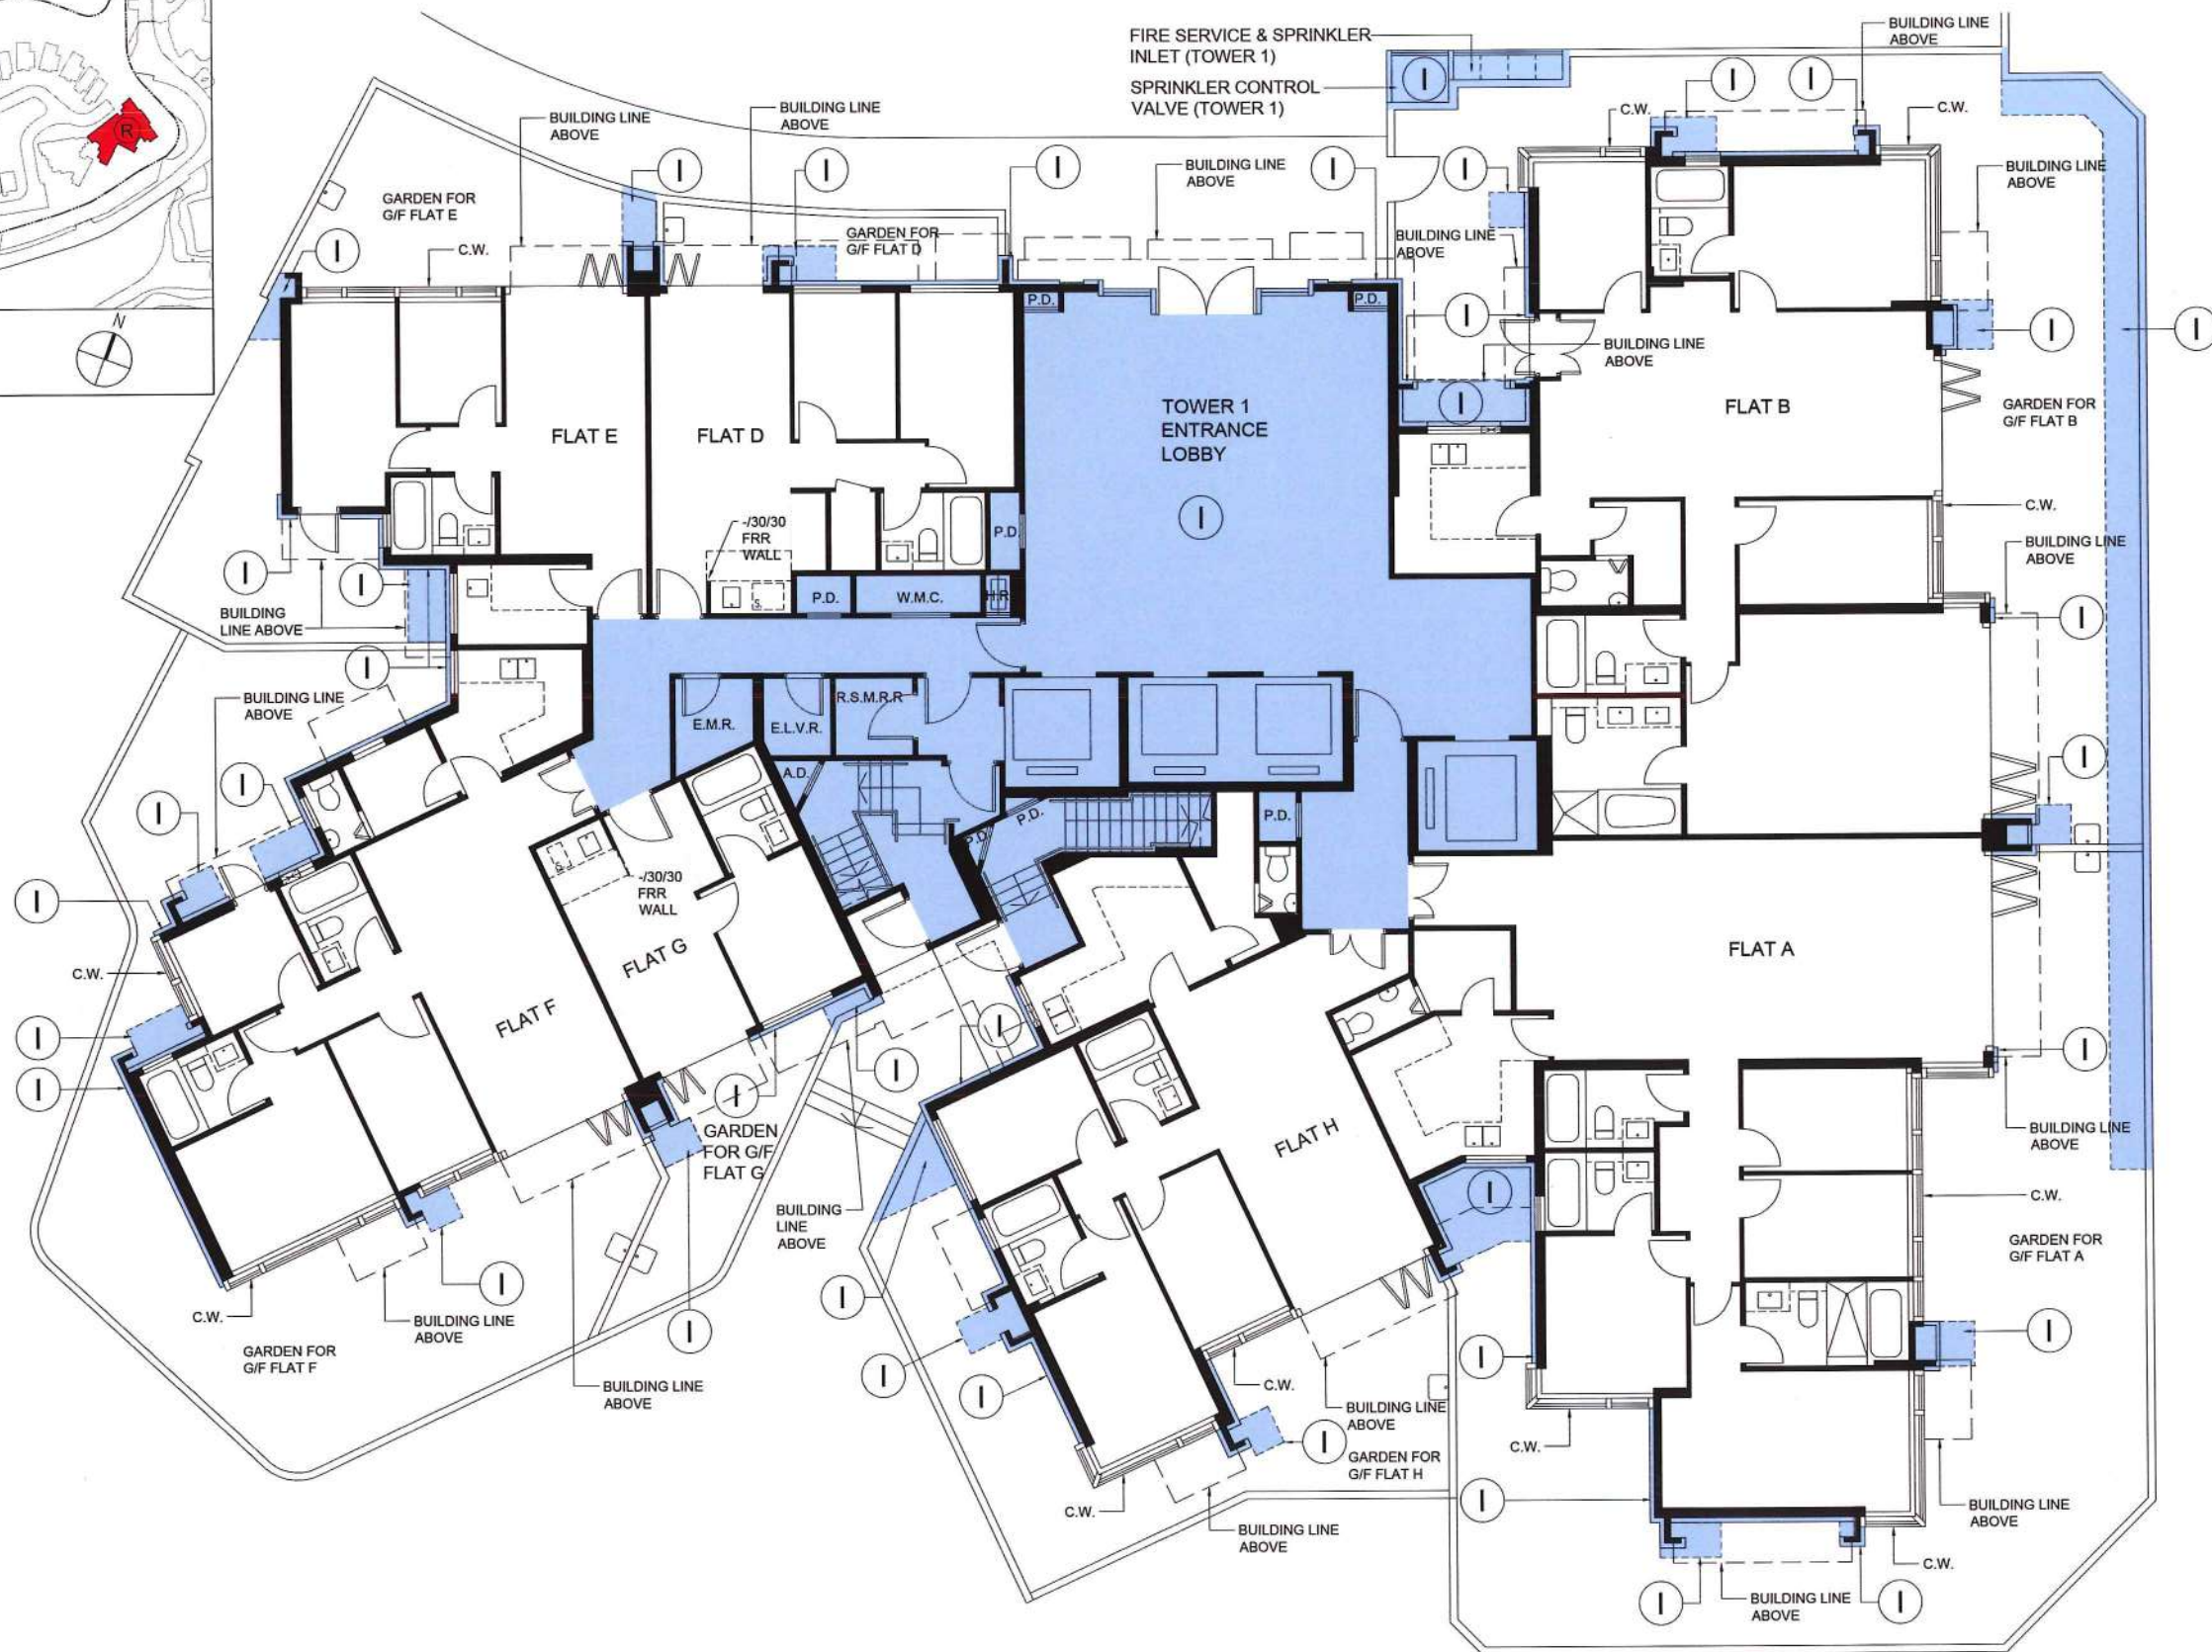 FIRE SERVICE & SPRINKLER
INLET (TOWER 1)
SPRINKLER CONTROL
VALVE (TOWER 1)
BUILDING LINE
ABOVE
I
I
I
R
BUILDING LINE
ABOVE
BUILDING LINE
ABOVE
C.W.
C.W.
N
I
I
I
I
I
BUILDING LINE
ABOVE
BUILDING LINE
ABOVE
GARDEN FOR
G/F FLAT E
GARDEN FOR
G/F FLAT D
BUILDING LINE
ABOVE
I
C.W.
P.D.
P.D.
I
BUILDING LINE
ABOVE
I
I
TOWER 1
ENTRANCE
LOBBY
I
I
FLAT B
GARDEN FOR
G/F FLAT B
FLAT E
FLAT D
C.W.
-/30/30
FRR
WALL
P.D.
BUILDING LINE
ABOVE
I
I
P.D.
W.M.C.
H.R.
BUILDING
LINE ABOVE
I
I
BUILDING LINE
ABOVE
E.M.R.
E.L.V.R.
R.S.M.R.R.
I
I
I
A.D.
S.
P.D.
P.D.
P.D.
S.
-/30/30
FRR
WALL
I
FLAT G
FLAT A
C.W.
FLAT F
I
I
I
I
I
I
GARDEN
FOR G/F
FLAT G
FLAT H
BUILDING LINE
ABOVE
I
C.W.
BUILDING
LINE
ABOVE
GARDEN FOR
G/F FLAT A
I
I
C.W.
BUILDING LINE
ABOVE
I
I
I
GARDEN FOR
G/F FLAT F
I
I
C.W.
BUILDING LINE
ABOVE
BUILDING LINE
ABOVE
I
C.W.
GARDEN FOR
G/F FLAT H
C.W.
I
BUILDING LINE
ABOVE
BUILDING LINE
ABOVE
C.W.
I
BUILDING LINE
ABOVE
I